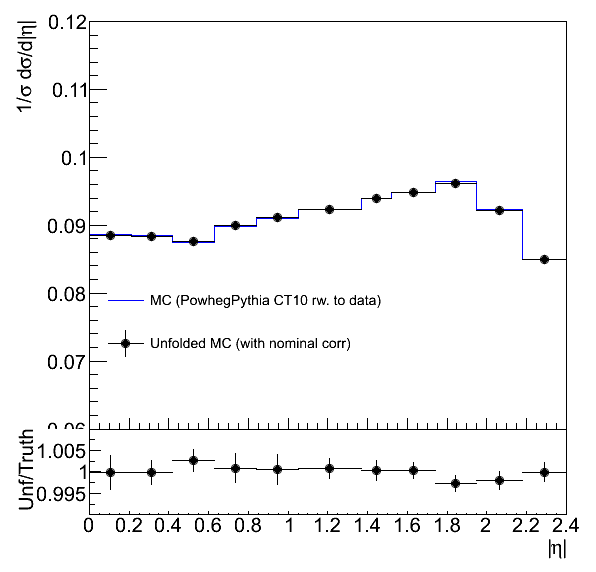 1/σ dσ/d|η|
0.12
0.11
0.1
0.09
0.08
0.07
0.06
MC (PowhegPythia CT10 rw. to data)
Unfolded MC (with nominal corr)
Unf/Truth
1.005
1
0.995
0 0.2 0.4 0.6 0.8 1 1.2 1.4 1.6 1.8 2 2.2 2.4
|η|